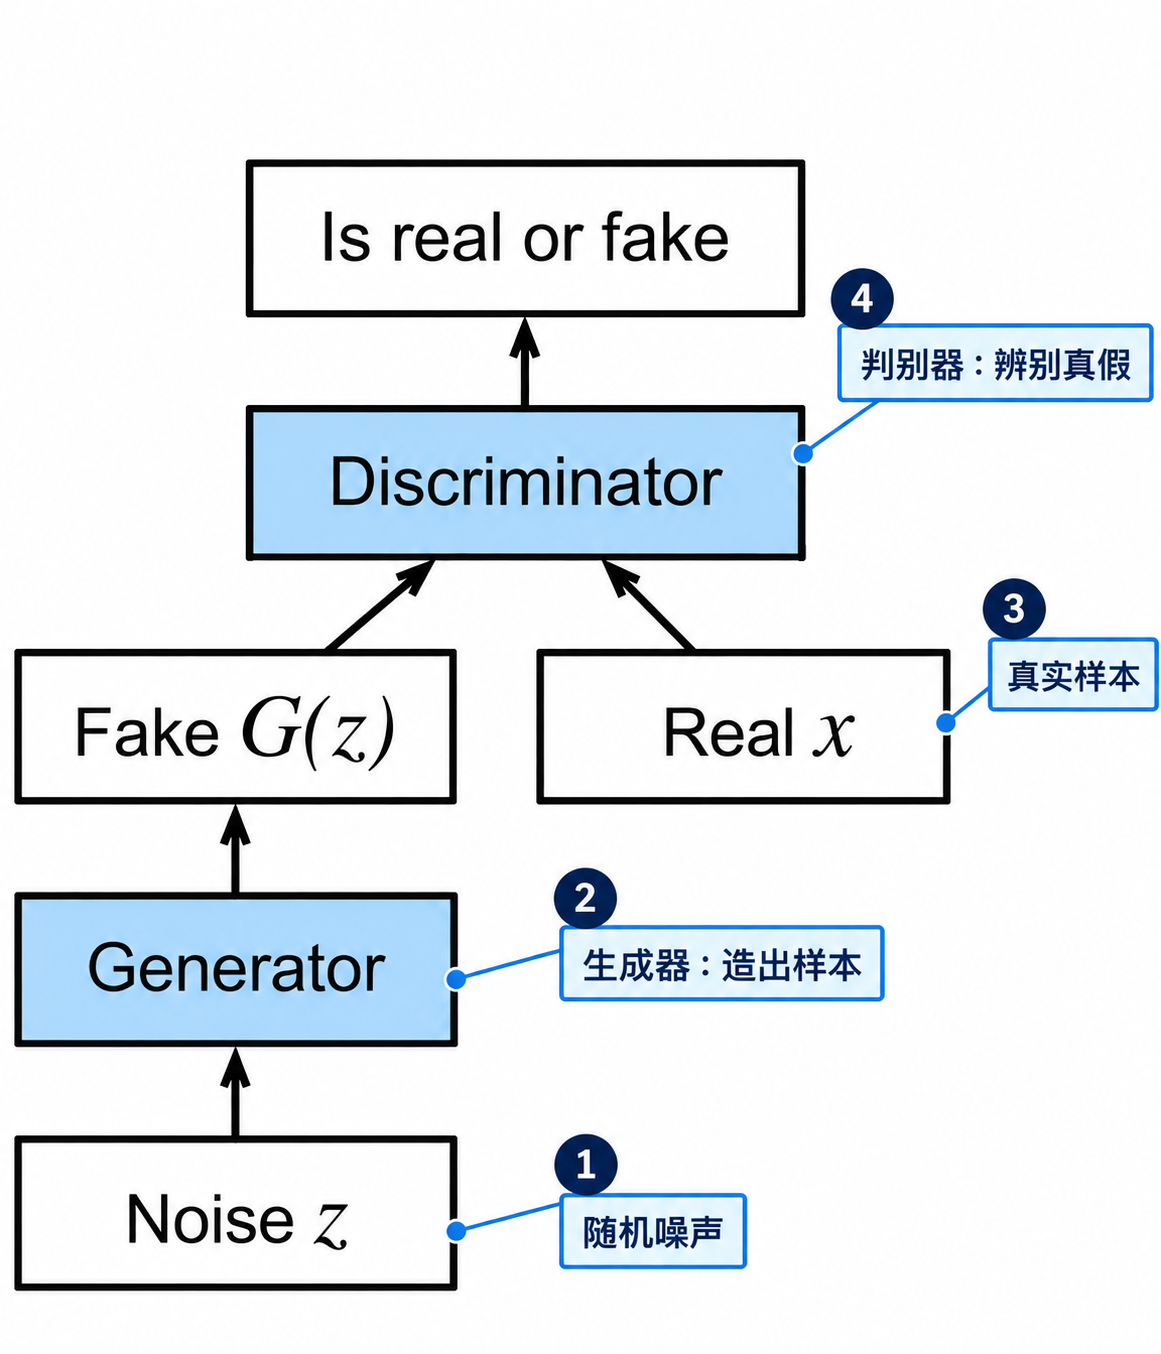 Is real or fake
4
判别器：辨别真假
Discriminator
3
真实样本
Fake G(z)
Real x
2
生成器：造出样本
Generator
1
随机噪声
Noise z